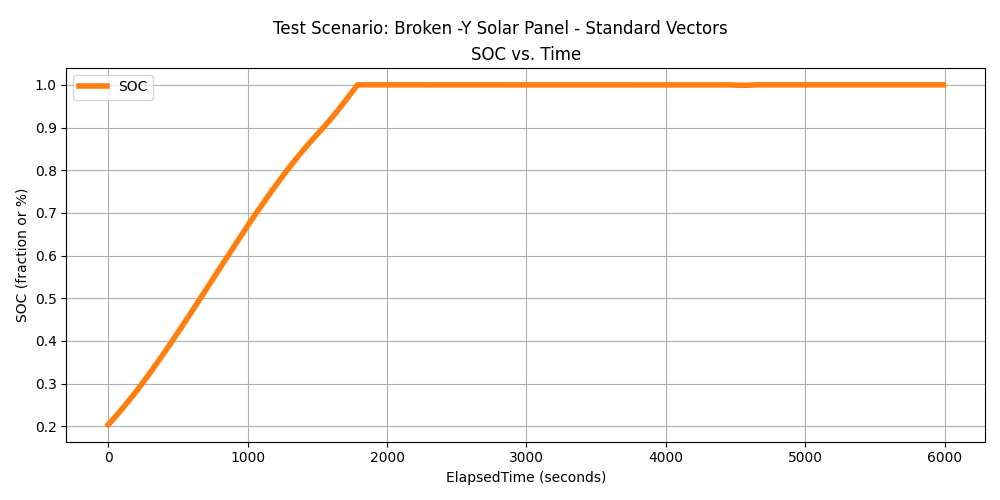 Test Scenario: Broken -Y Solar Panel - Standard Vectors
SOC vs. Time
SOC
1.0
0.9
0.8
0.7
0.6
0.5
0.4
0.3
0.2
SOC (fraction or %)
0 1000 2000 3000 4000 5000 6000
ElapsedTime (seconds)